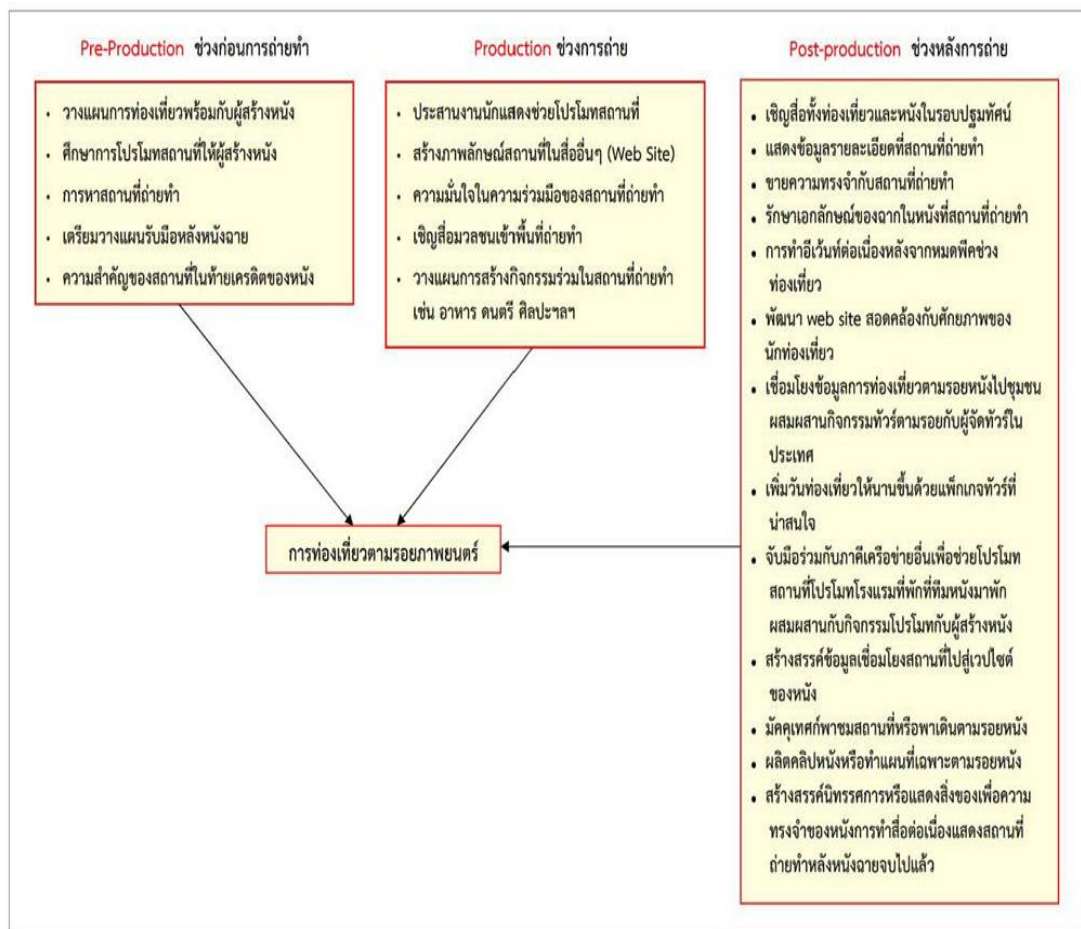 Pre-Production ช่วงก่อนการถ่ายทำ
• วางแผนการท่องเที่ยวพร้อมกับผู้สร้างหนัง
• ศึกษาการโปรโมทสถานที่ให้ผู้สร้างหนัง
• การหาสถานที่ถ่ายทำ
• เตรียมวางแผนรับมือหลังหนังฉาย
• ความสำคัญของสถานที่ในท้ายเครดิตของหนัง
Production ช่วงการถ่าย
• ประสานงานนักแสดงช่วยโปรโมทสถานที่
• สร้างภาพลักษณ์สถานที่ในสื่ออื่นๆ (Web Site)
• ความมั่นใจในความร่วมมือของสถานที่ถ่ายทำ
• เชิญสื่อมวลชนเข้าพื้นที่ถ่ายทำ
• วางแผนการสร้างกิจกรรมร่วมในสถานที่ถ่ายทำ
เช่น อาหาร ดนตรี ศิลปะฯลฯ
Post-production ช่วงหลังการถ่าย
• เชิญสื่อทั้งท่องเที่ยวและหนังในรอบปฐมทัศน์
• แสดงข้อมูลรายละเอียดที่สถานที่ถ่ายทำ
• ขายความทรงจำกับสถานที่ถ่ายทำ
• รักษาเอกลักษณ์ของฉากในหนังที่สถานที่ถ่ายทำ
• การทำอีเว้นท์ต่อเนื่องหลังจากหมดพีคช่วง
ท่องเที่ยว
• พัฒนา web site สอดคล้องกับศักยภาพของ
นักท่องเที่ยว
• เชื่อมโยงข้อมูลการท่องเที่ยวตามรอยหนังไปชุมชน
ผสมผสานกิจกรรมทัวร์ตามรอยกับผู้จัดทัวร์ใน
ประเทศ
• เพิ่มวันท่องเที่ยวให้นานขึ้นด้วยแพ็กเกจทัวร์ที่
น่าสนใจ
• จับมือร่วมกับภาคีเครือข่ายอื่นเพื่อช่วยโปรโมท
สถานที่โปรโมทโรงแรมที่พักที่ทีมหนังมาพัก
ผสมผสานกับกิจกรรมโปรโมทกับผู้สร้างหนัง
• สร้างสรรค์ข้อมูลเชื่อมโยงสถานที่ไปสู่เวปไซต์
ของหนัง
• มัคคุเทศก์พาชมสถานที่หรือพาเดินตามรอยหนัง
• ผลิตคลิปหนังหรือทำแผนที่เฉพาะตามรอยหนัง
• สร้างสรรค์นิทรรศการหรือแสดงสิ่งของเพื่อความ
ทรงจำของหนังการทำสื่อต่อเนื่องแสดงสถานที่
ถ่ายทำหลังหนังฉายจบไปแล้ว
การท่องเที่ยวตามรอยภาพยนตร์